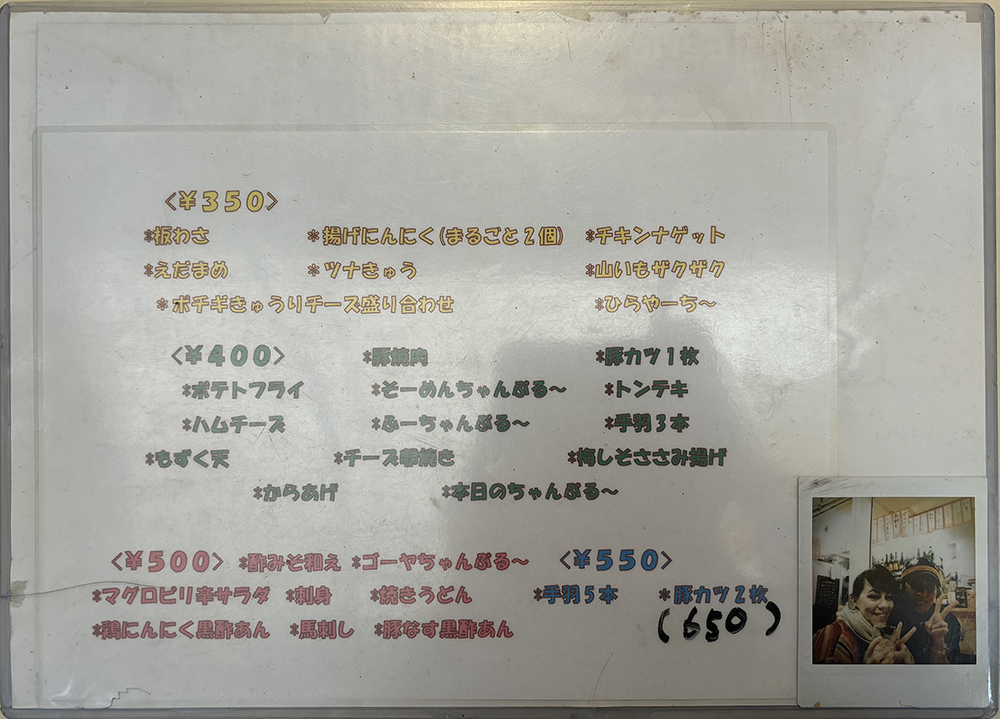 <¥350>
*板わさ *揚げにんにく(まるごと2個) *チキンナゲット
*えだまめ *ツナきゅう *山いもザクザク
*ポチギきゅうりチーズ盛り合わせ *ひらやーち～
<¥400> *豚焼肉 *豚カツ1枚
*ポテトフライ *そーめんちゃんぷる～ *トンテキ
*ハムチーズ *ふーちゃんぷる～ *手羽3本
*もずく天 *チーズ卵焼き *梅しそささみ揚げ
*からあげ *本日のちゃんぷる～
<¥500> *酢みそ和え *ゴーヤちゃんぷる～ <¥550>
*マグロピリ辛サラダ *刺身 *焼きうどん *手羽5本 *豚カツ2枚
*鶏にんにく黒酢あん *馬刺し *豚なす黒酢あん (650)